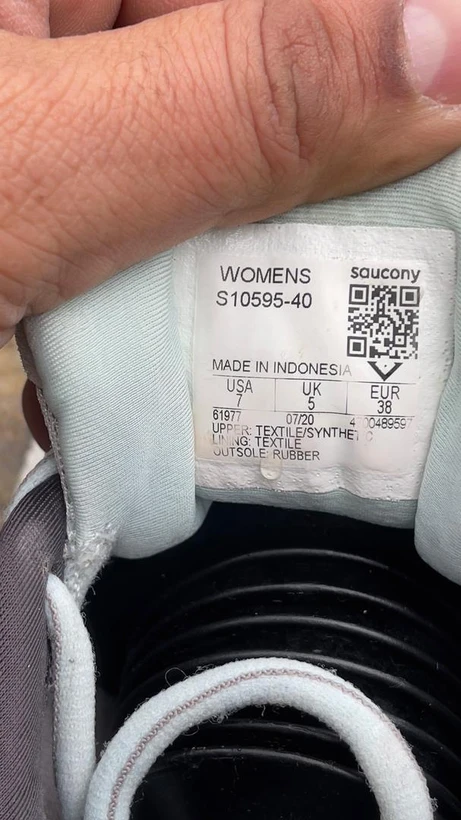 WOMENS saucony
S10595-40
MADE IN INDONESIA
USA UK EUR
7 5 38
61977 07/20
UPPER: TEXTILE/SYNTHETIC
LINING: TEXTILE
OUTSOLE: RUBBER